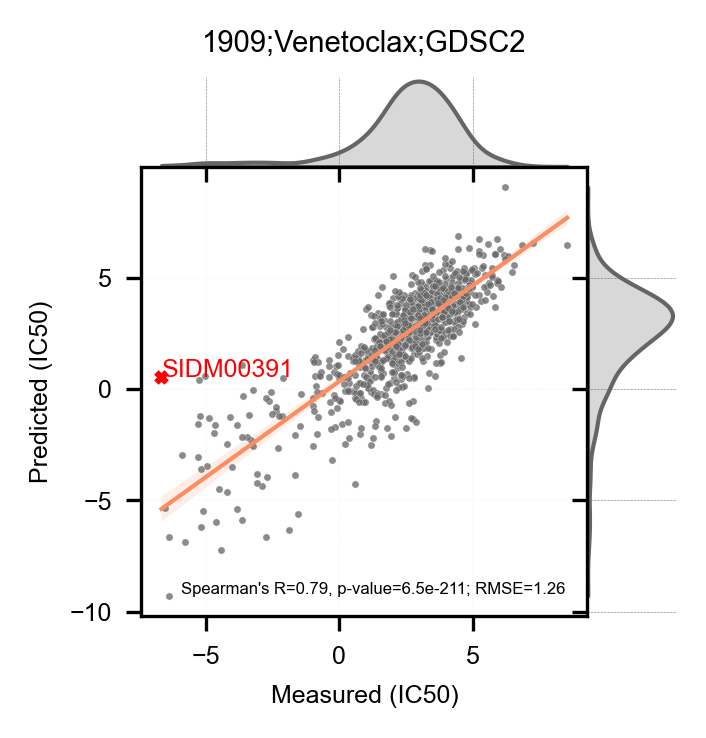 1909;Venetoclax;GDSC2
5
0
−5
−10
Predicted (IC50)
SIDM00391
Spearman's R=0.79, p-value=6.5e-211; RMSE=1.26
−5 0 5
Measured (IC50)